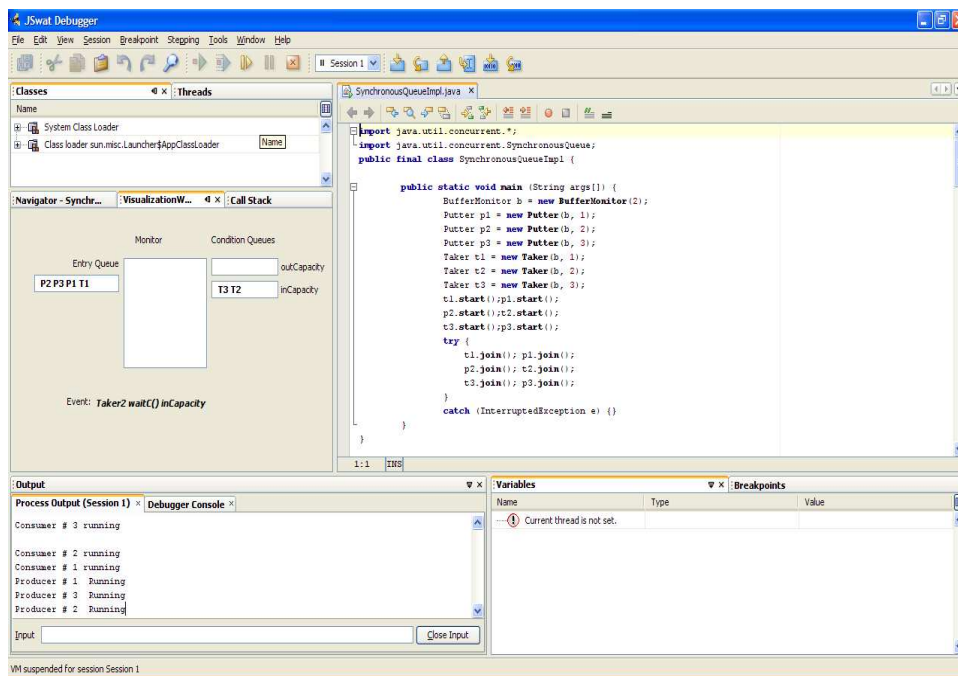 JSwat Debugger
File Edit View Session Breakpoint Stepping Tools Window Help
Session 1
Classes
Threads
Name
System Class Loader
Class loader sun.misc.Launcher$AppClassLoader
Name
Navigator - Synchr...
VisualizationW...
Call Stack
Monitor
Condition Queues
Entry Queue
outCapacity
P2 P3 P1 T1
T3 T2
inCapacity
Event: Taker2 waitC() inCapacity
SynchronousQueueImpl.java
import java.util.concurrent.*;
import java.util.concurrent.SynchronousQueue;
public final class SynchronousQueueImpl {
public static void main (String args[]) {
BufferMonitor b = new BufferMonitor(2);
Putter p1 = new Putter(b, 1);
Putter p2 = new Putter(b, 2);
Putter p3 = new Putter(b, 3);
Taker t1 = new Taker(b, 1);
Taker t2 = new Taker(b, 2);
Taker t3 = new Taker(b, 3);
t1.start();p1.start();
p2.start();t2.start();
t3.start();p3.start();
try {
t1.join(); p1.join();
p2.join(); t2.join();
t3.join(); p3.join();
}
catch (InterruptedException e) {}
}
}
1:1 INS
Output
Process Output (Session 1)
Debugger Console
Consumer # 3 running
Consumer # 2 running
Consumer # 1 running
Producer # 1 Running
Producer # 3 Running
Producer # 2 Running
Input
Close Input
Variables
Breakpoints
Name Type Value
Current thread is not set.
VM suspended for session Session 1